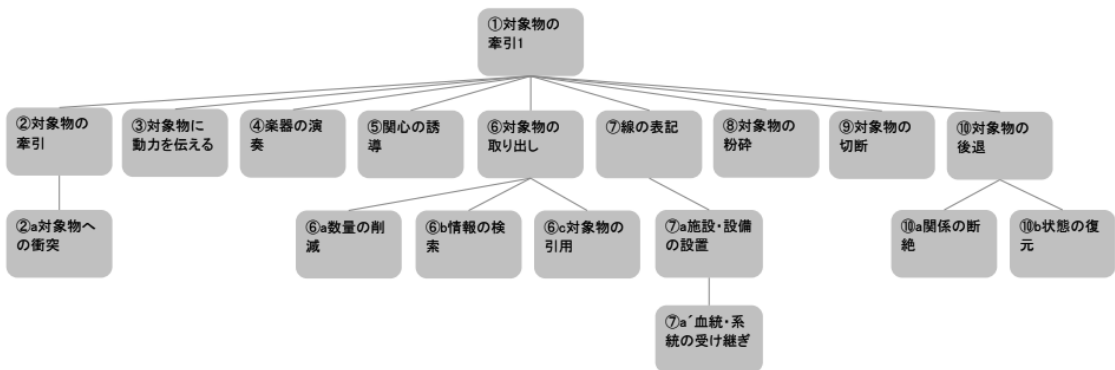 ①対象物の
牽引1
②対象物の
牽引
③対象物に
動力を伝える
④楽器の演
奏
⑤関心の誘
導
⑥対象物の
取り出し
⑦線の表記
⑧対象物の
粉砕
⑨対象物の
切断
⑩対象物の
後退
②a対象物へ
の衝突
⑥a数量の削
減
⑥b情報の検
索
⑥c対象物の
引用
⑦a施設・設備
の設置
⑩a関係の断
絶
⑩b状態の復
元
⑦a´血統・系
統の受け継ぎ